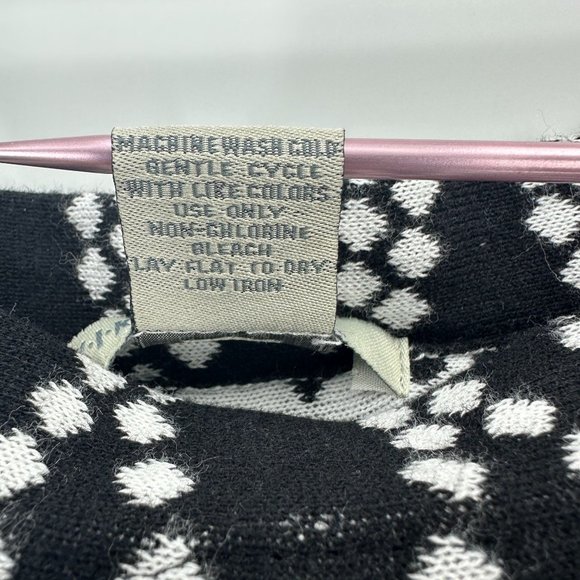 MACHINE WASH COLD
GENTLE CYCLE
WITH LIKE COLORS
USE ONLY
NON-CHLORINE
BLEACH
LAY FLAT TO DRY
LOW IRON